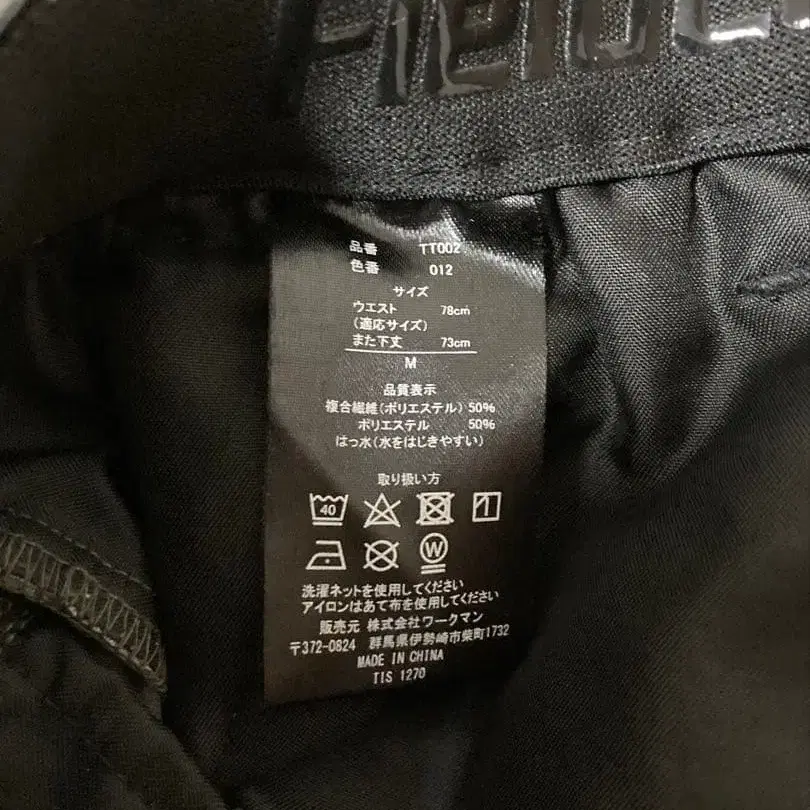 品番 TT002
色番 012
サイズ
ウエスト 78cm
(適応サイズ)
また下丈 73cm
M
品質表示
複合繊維(ポリエステル) 50%
ポリエステル 50%
はっ水(水をはじきやすい)
取り扱い方
40
W
洗濯ネットを使用してください
アイロンはあて布を使用してください
販売元 株式会社ワークマン
〒372-0824 群馬県伊勢崎市柴町1732
MADE IN CHINA
TIS 1270